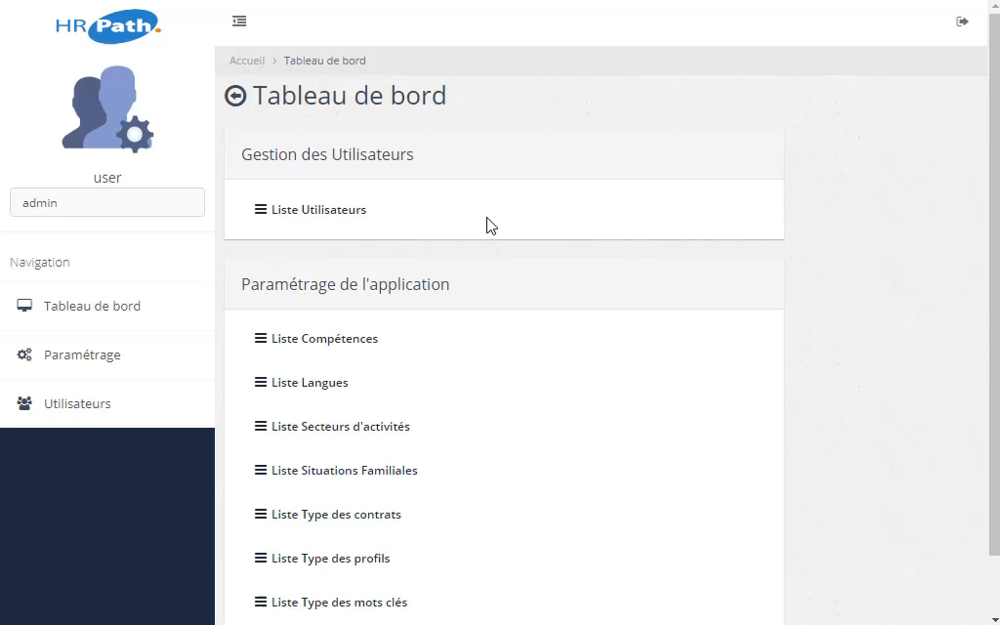 HR Path.
Accueil > Tableau de bord
Tableau de bord
user
admin
Navigation
Tableau de bord
Paramétrage
Utilisateurs
Gestion des Utilisateurs
Liste Utilisateurs
Paramétrage de l'application
Liste Compétences
Liste Langues
Liste Secteurs d'activités
Liste Situations Familiales
Liste Type des contrats
Liste Type des profils
Liste Type des mots clés